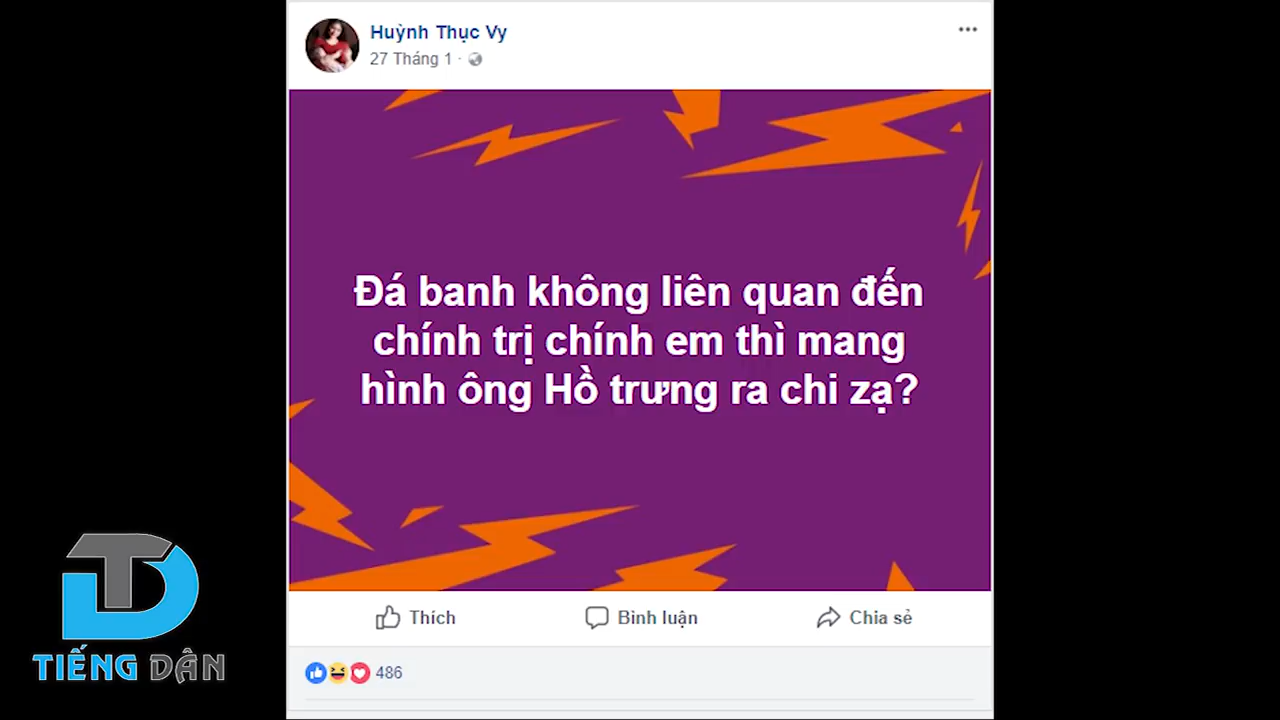 Huỳnh Thục Vy
27 Tháng 1 ·
Đá banh không liên quan đến
chính trị chính em thì mang
hình ông Hồ trưng ra chi zạ?
Thích Bình luận Chia sẻ
486
TD
TIẾNG DÂN